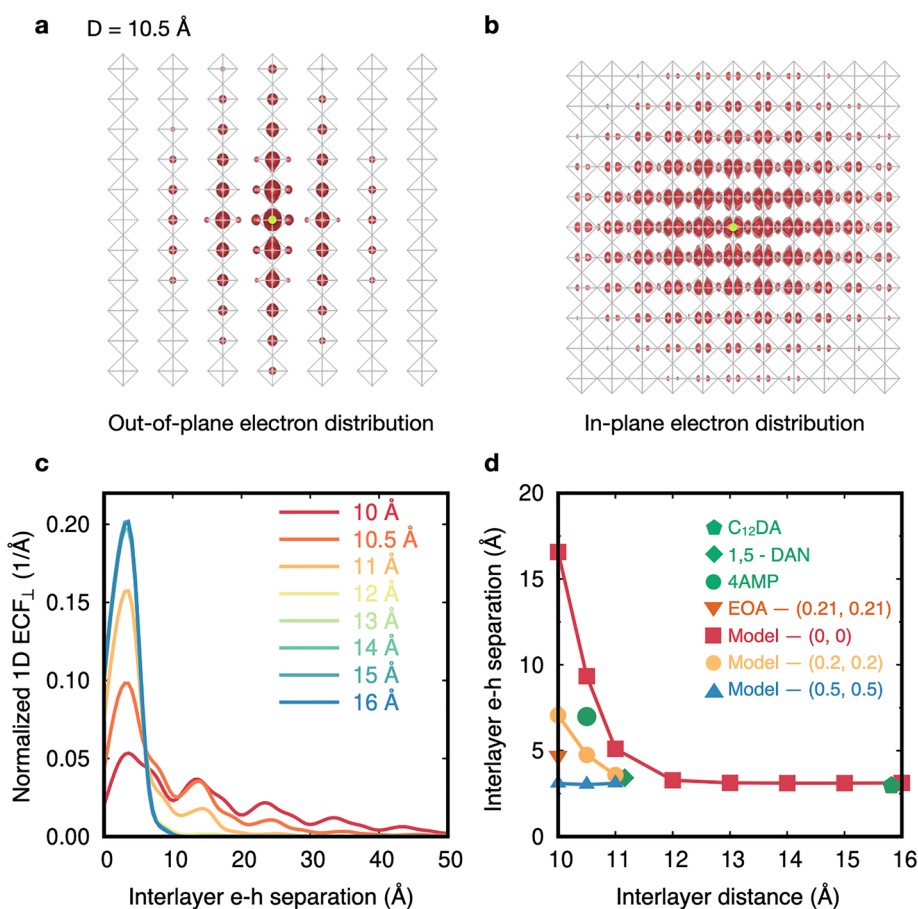 a D = 10.5 Å
b
Out-of-plane electron distribution
In-plane electron distribution
c
Normalized 1D ECF⊥ (1/Å)
0.20
0.15
0.10
0.05
0.00
10 Å
10.5 Å
11 Å
12 Å
13 Å
14 Å
15 Å
16 Å
0 10 20 30 40 50
Interlayer e-h separation (Å)
d
Interlayer e-h separation (Å)
20
15
10
5
0
C₁₂DA
1,5 - DAN
4AMP
EOA — (0.21, 0.21)
Model — (0, 0)
Model — (0.2, 0.2)
Model — (0.5, 0.5)
10 11 12 13 14 15 16
Interlayer distance (Å)